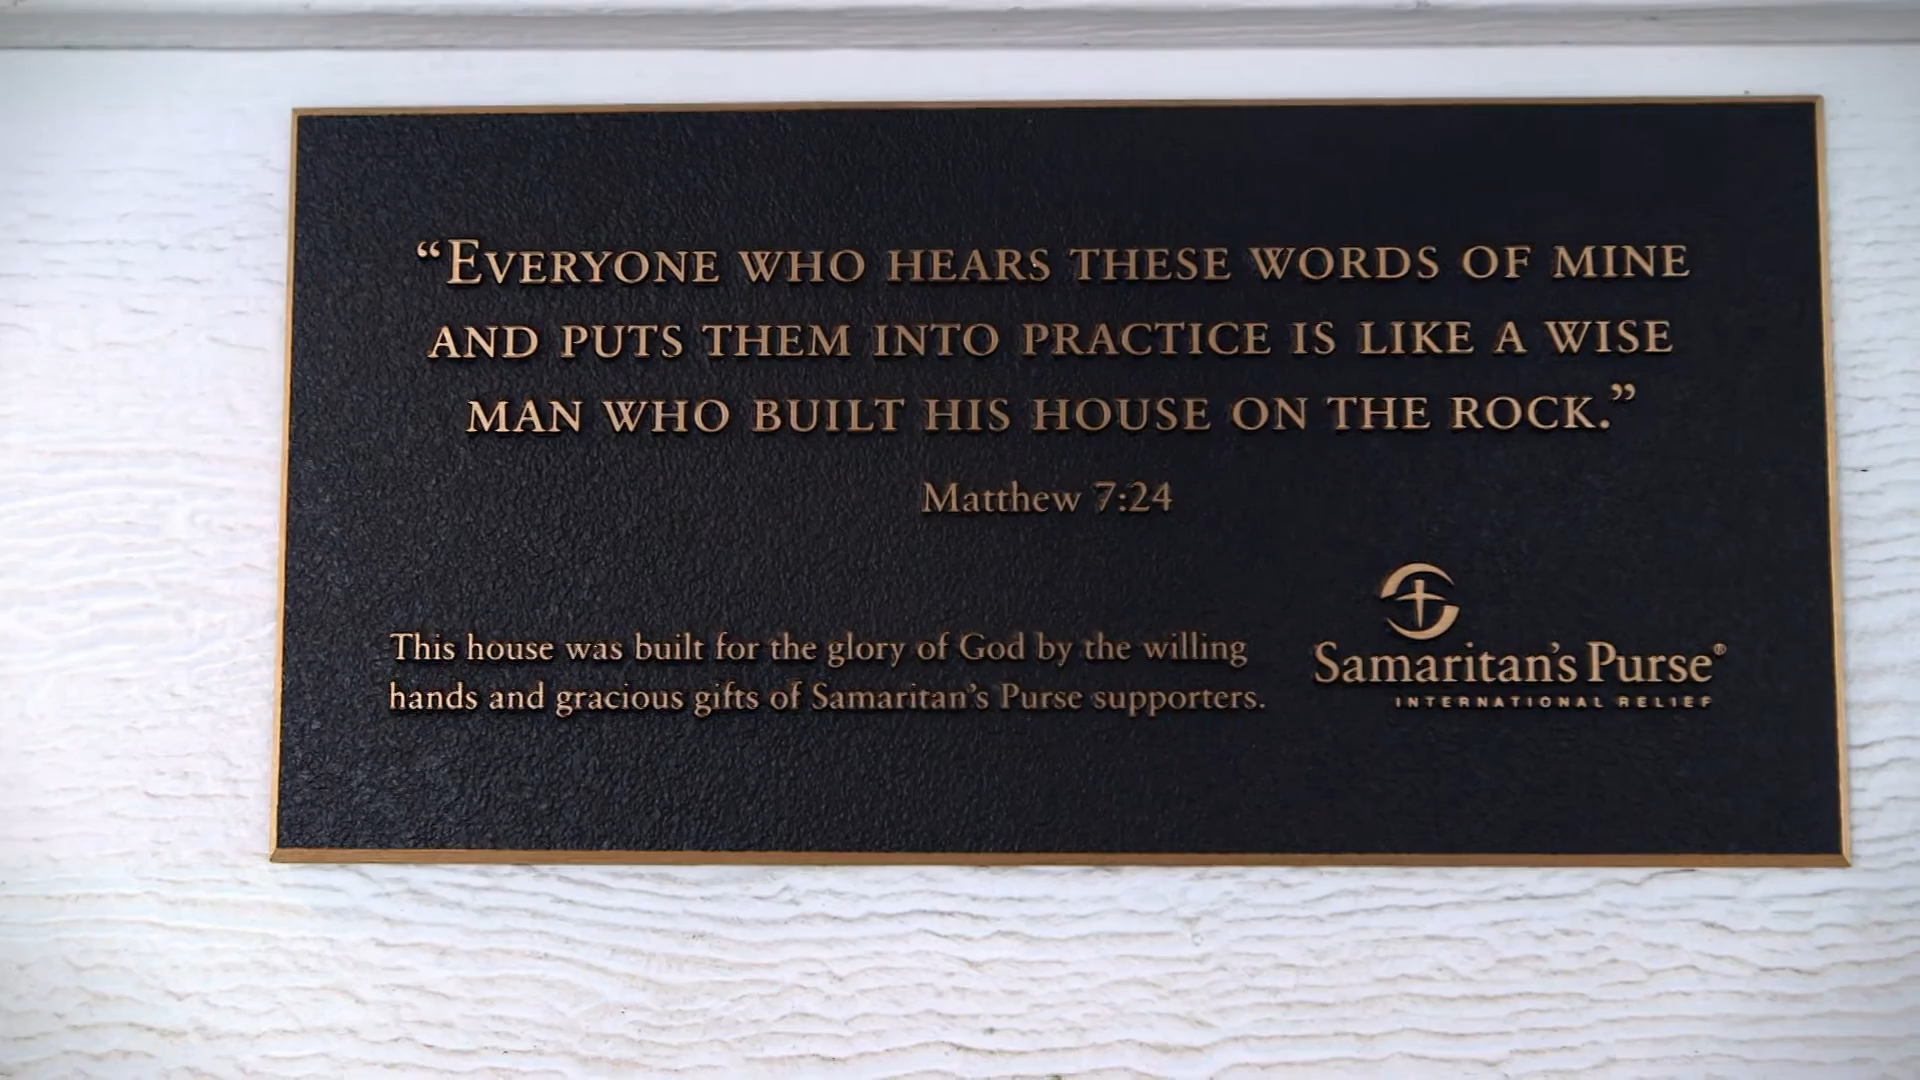 “EVERYONE WHO HEARS THESE WORDS OF MINE
AND PUTS THEM INTO PRACTICE IS LIKE A WISE
MAN WHO BUILT HIS HOUSE ON THE ROCK.”
Matthew 7:24
This house was built for the glory of God by the willing
hands and gracious gifts of Samaritan’s Purse supporters.
Samaritan’s Purse®
INTERNATIONAL RELIEF